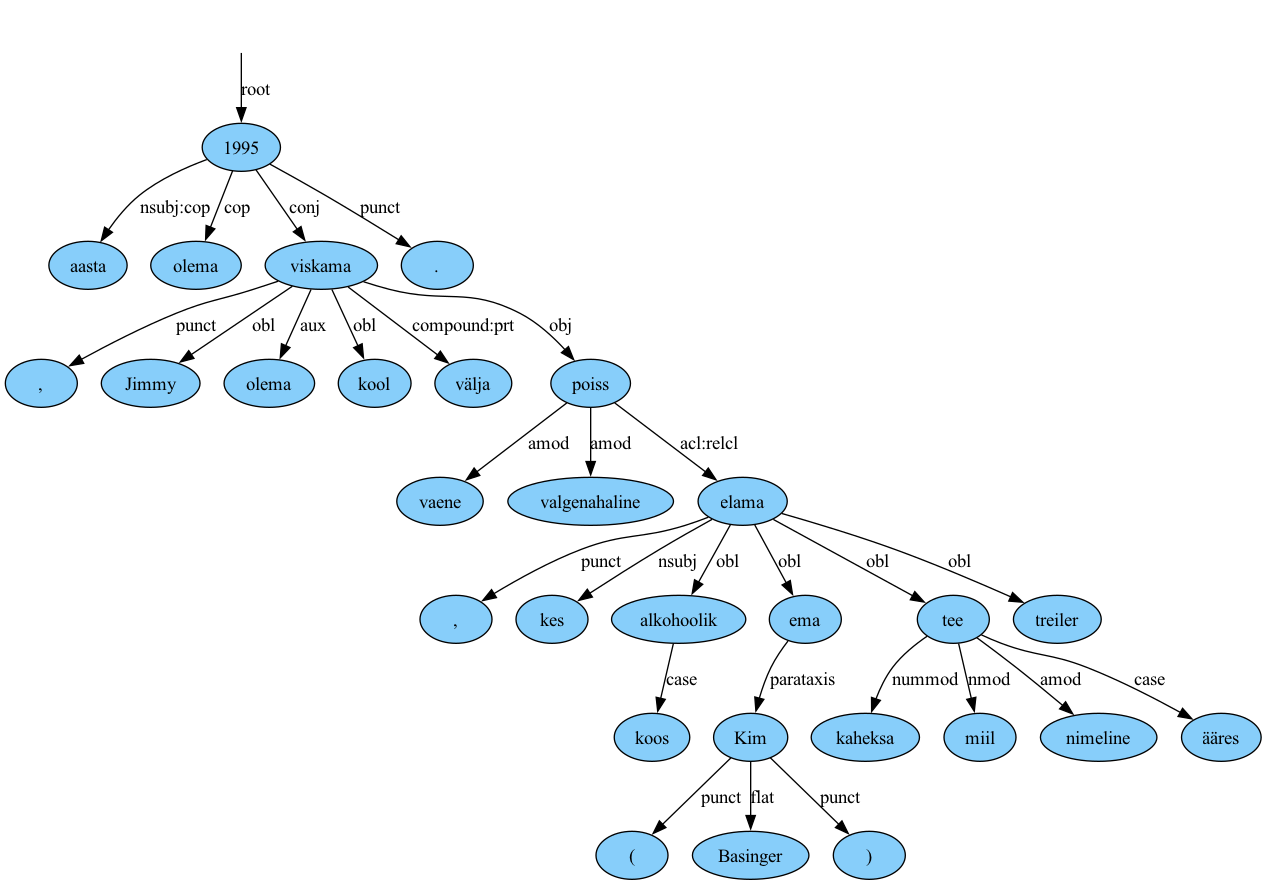 root
1995
nsubj:cop cop conj punct
aasta olema viskama .
punct obl aux obl compound:prt obj
, Jimmy olema kool välja poiss
amod amod acl:relcl
vaene valgenahaline elama
punct nsubj obl obl obl obl
, kes alkohoolik ema tee treiler
case parataxis nummod nmod amod case
koos Kim kaheksa miil nimeline ääres
punct flat punct
( Basinger )